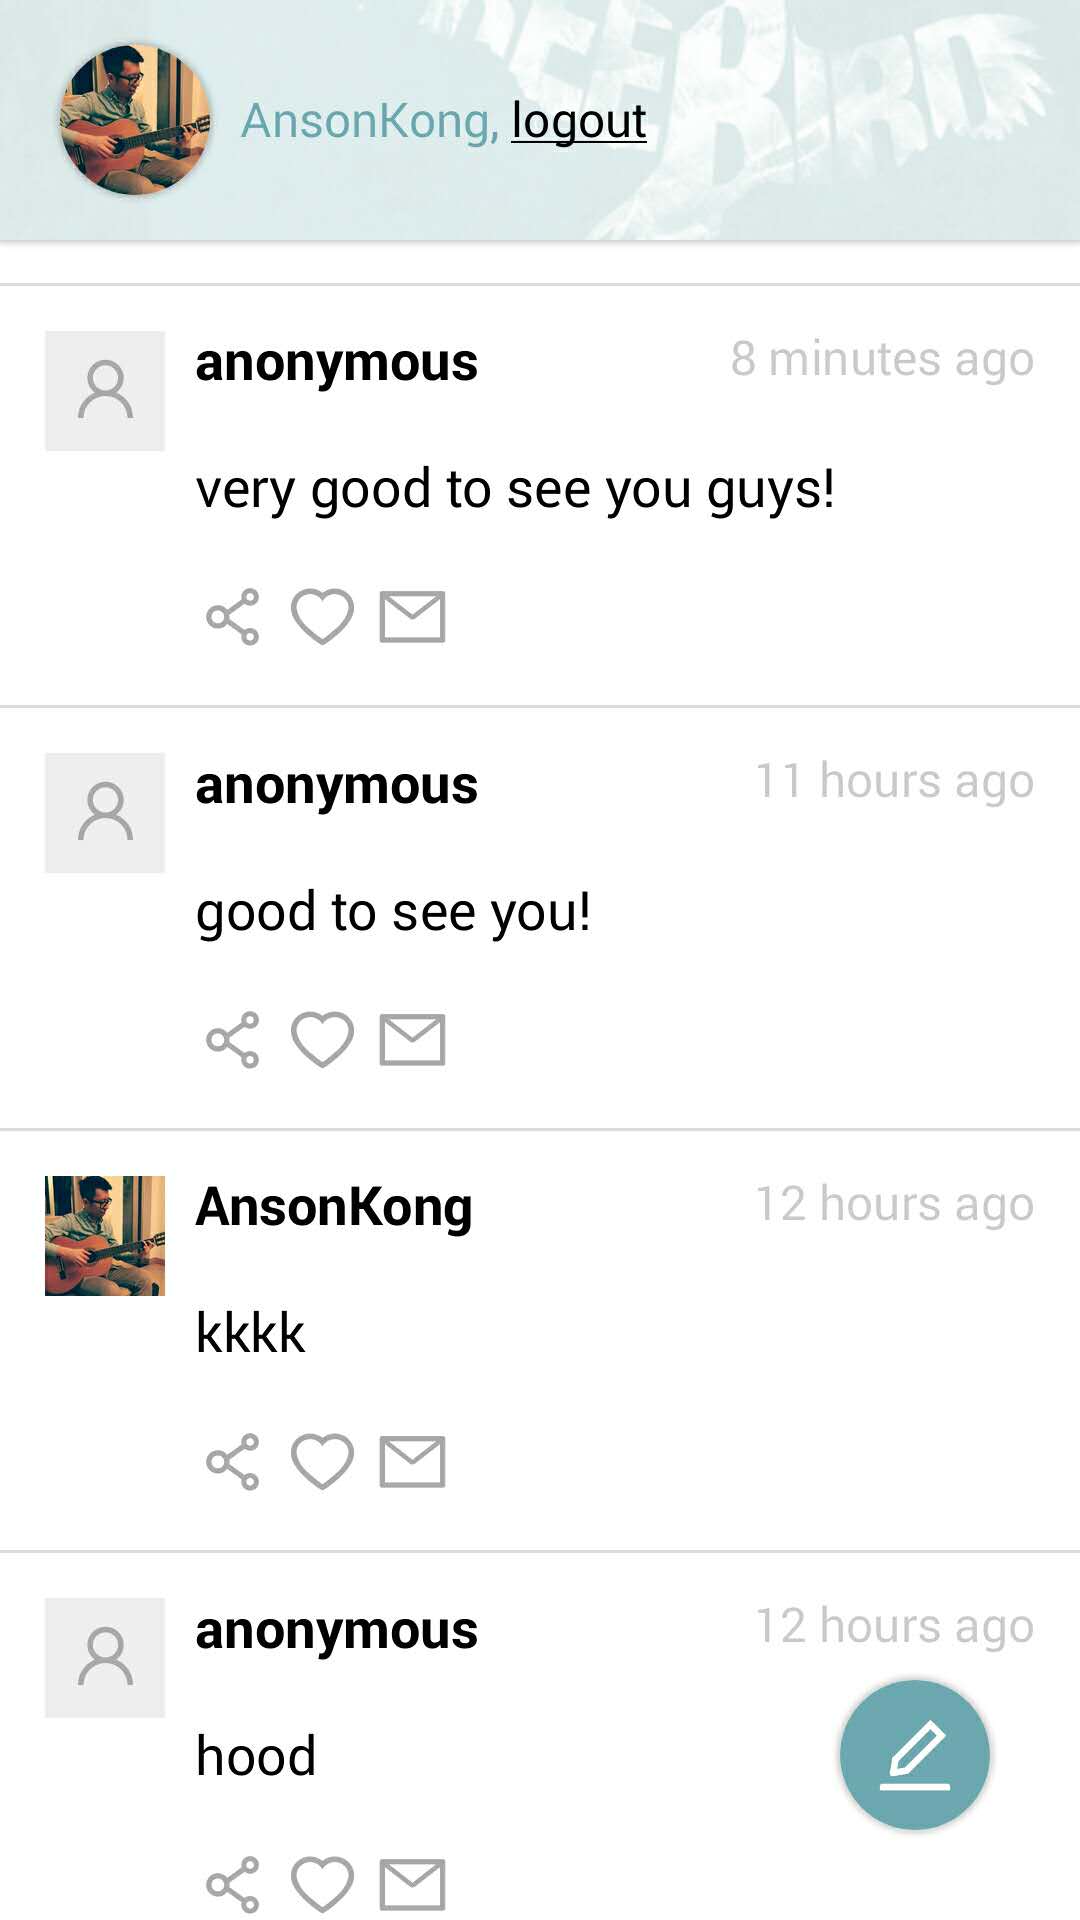 AnsonKong, logout
anonymous
8 minutes ago
very good to see you guys!
anonymous
11 hours ago
good to see you!
AnsonKong
12 hours ago
kkkk
anonymous
12 hours ago
hood